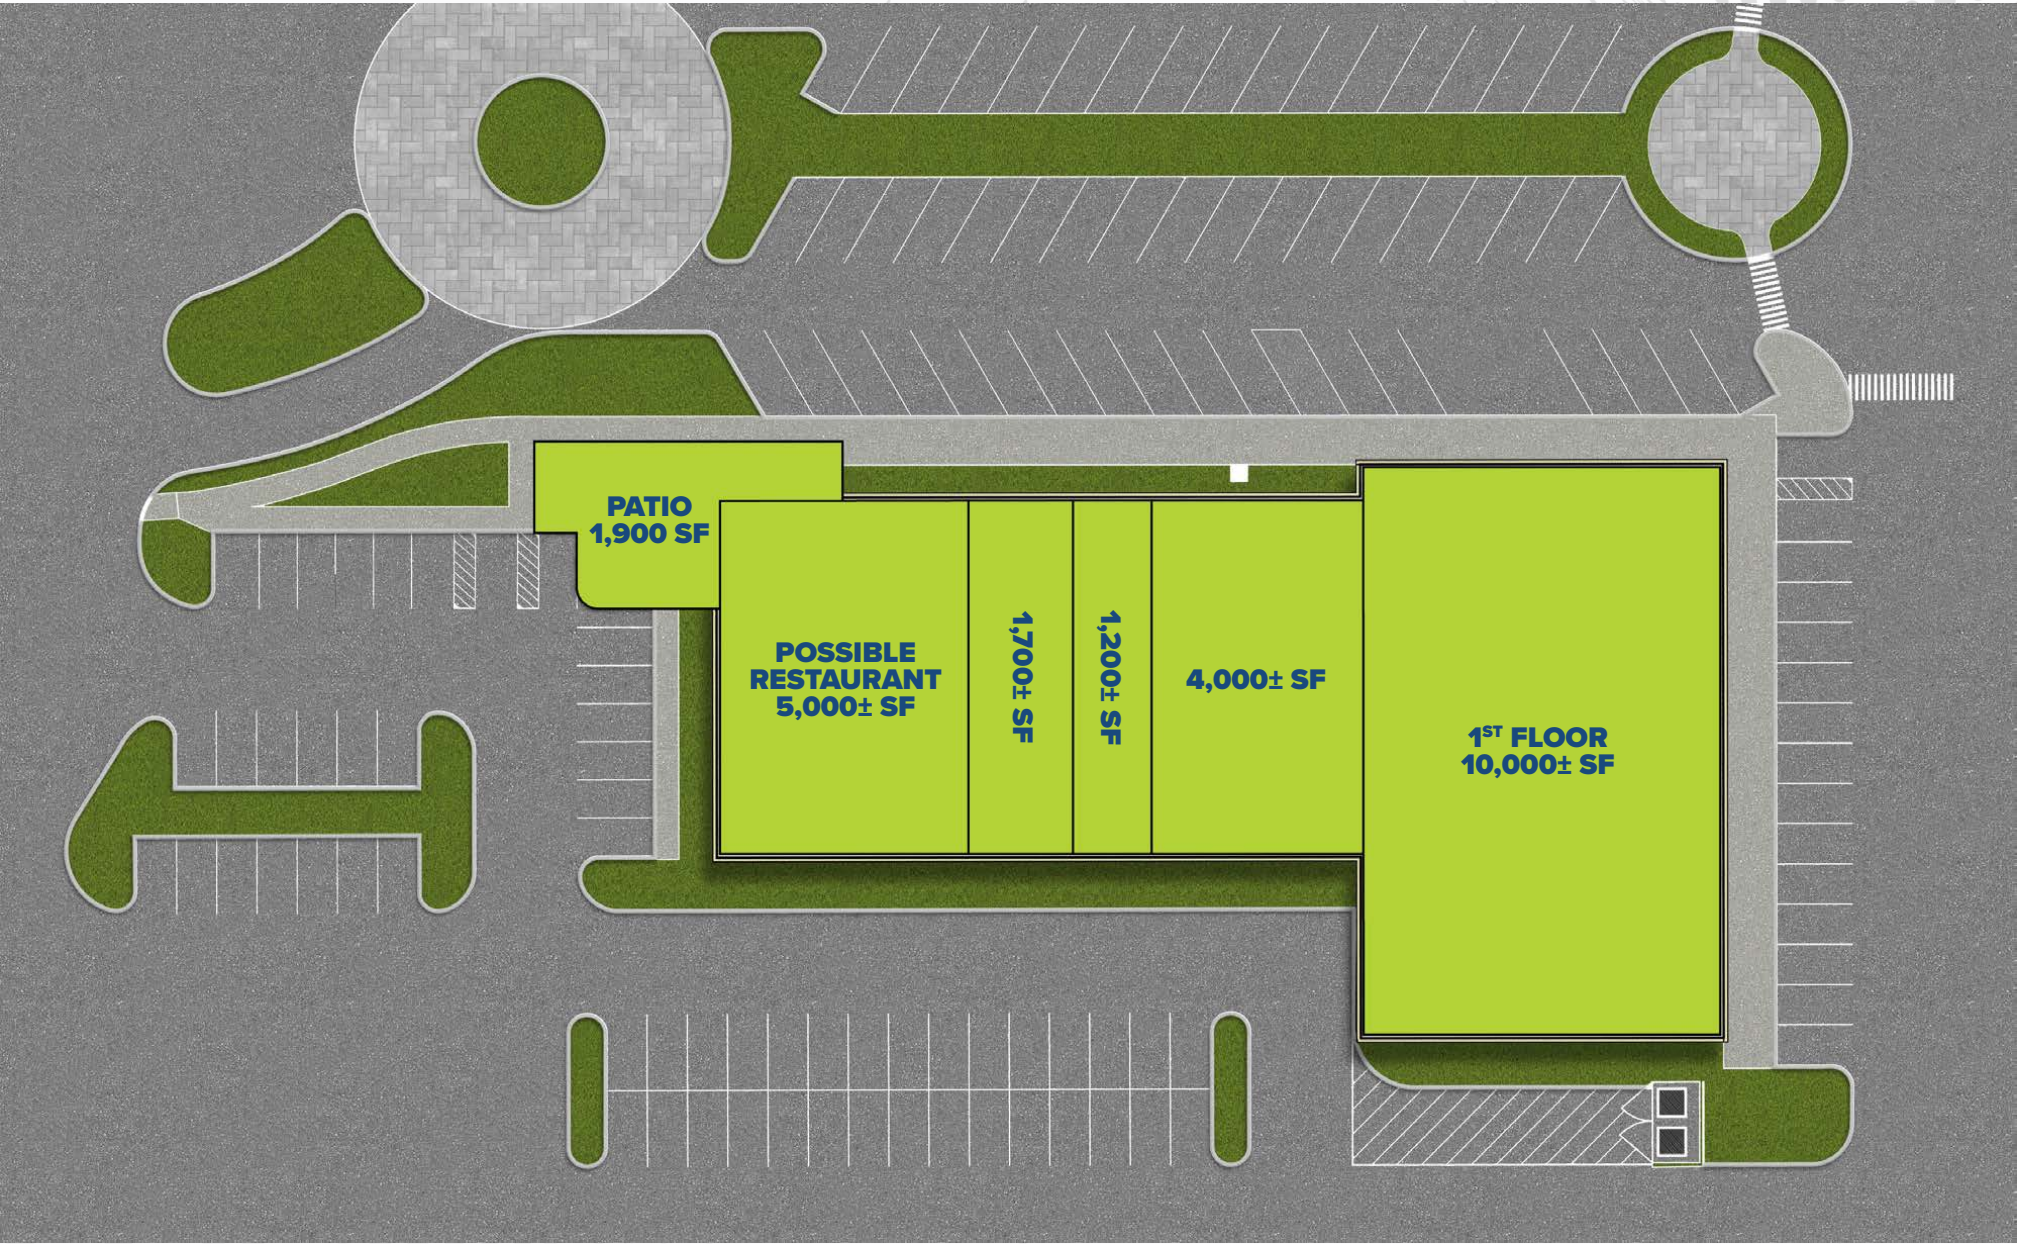 PATIO
1,900 SF
POSSIBLE
RESTAURANT
5,000± SF
1,700± SF
1,200± SF
4,000± SF
1ST FLOOR
10,000± SF